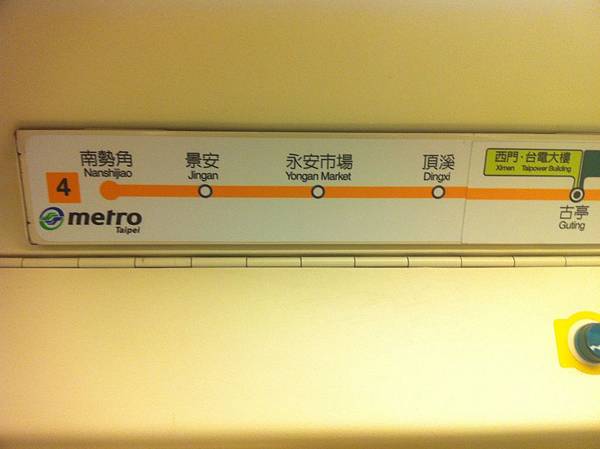 南勢角
Nanshijiao
景安
Jingan
永安市場
Yongan Market
頂溪
Dingxi
西門·台電大樓
Ximen Taipower Building
古亭
Guting
4
metro
Taipei